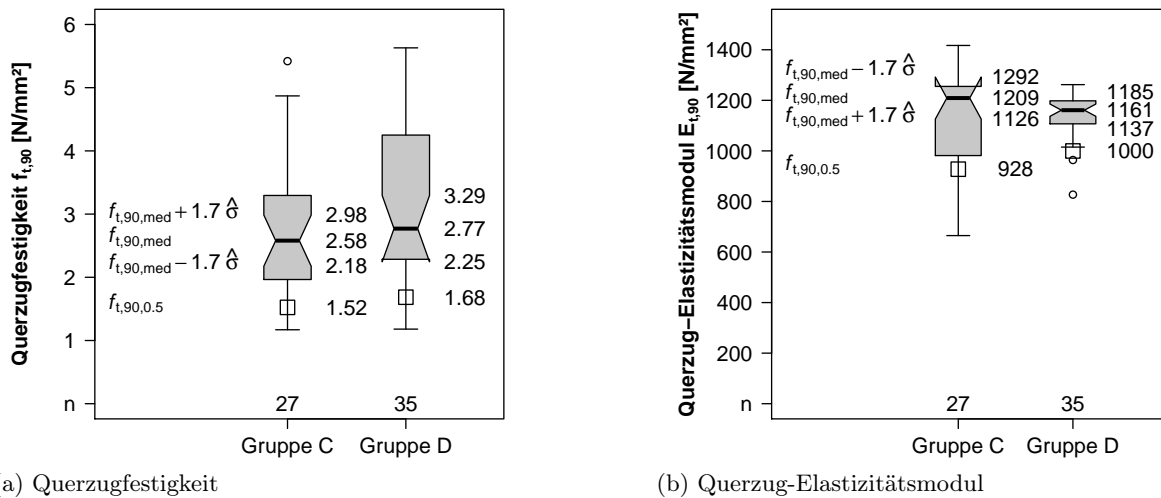 Querzugfestigkeit f_t,90 [N/mm²]
6
5
4
3
2
1
n
f_t,90,med + 1.7 σ̂
f_t,90,med
f_t,90,med − 1.7 σ̂
f_t,90,0.5
2.98
2.58
2.18
1.52
3.29
2.77
2.25
1.68
27
35
Gruppe C
Gruppe D
a) Querzugfestigkeit
Querzug−Elastizitätsmodul E_t,90 [N/mm²]
1400
1200
1000
800
600
400
200
n
f_t,90,med − 1.7 σ̂
f_t,90,med
f_t,90,med + 1.7 σ̂
f_t,90,0.5
1292
1209
1126
928
1185
1161
1137
1000
27
35
Gruppe C
Gruppe D
(b) Querzug-Elastizitätsmodul